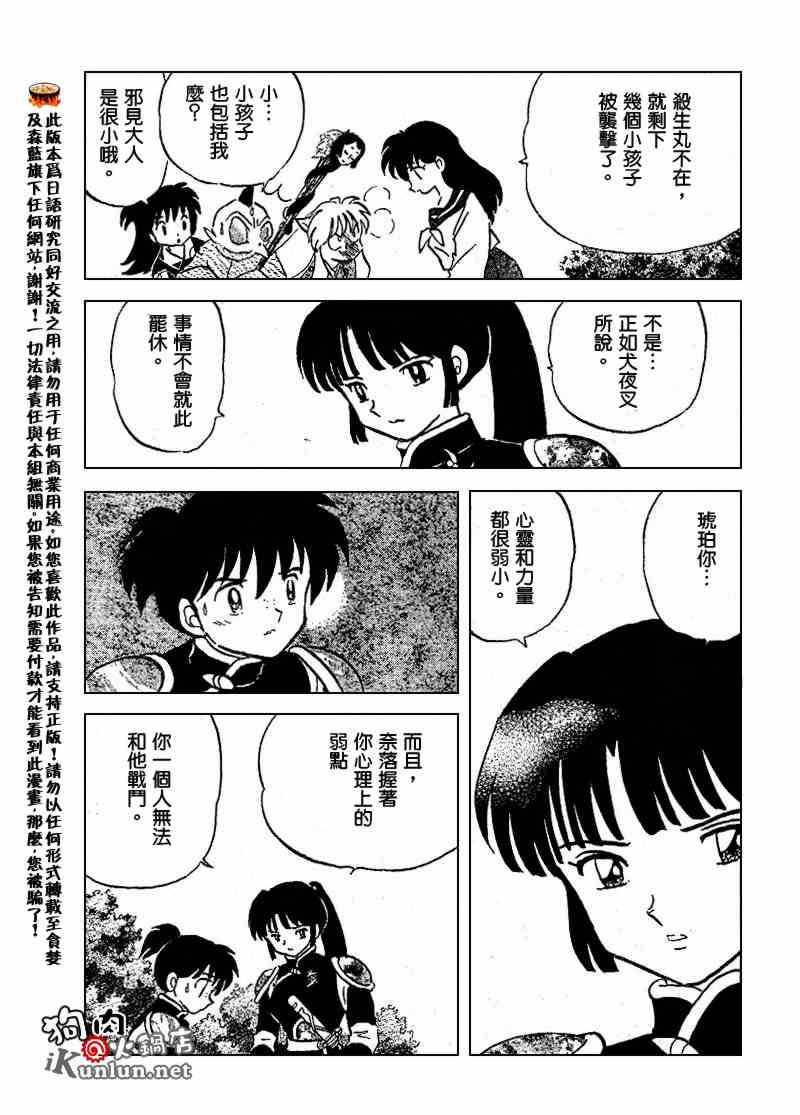 殺生丸不在，
就剩下
幾個小孩子
被襲擊了。
小…
小孩子
也包括我
麼？
邪見大人
是很小哦。
不是…
正如犬夜叉
所說。
事情不會就此
罷休。
琥珀你…
心靈和力量
都很弱小。
而且，
奈落握著
你心理上的
弱點
你一個人無法
和他戰鬥。
此版本爲日語研究同好交流之用，請勿用于任何商業用途。如您喜歡此作品，請支持正版！請勿以任何形式轉載至貪婪
及森藍旗下任何網站，謝謝！一切法律責任與本組無關。如果您被告知需要付款才能看到此漫畫，那麼，您被騙了！
狗肉
火鍋店
iKunlun.net